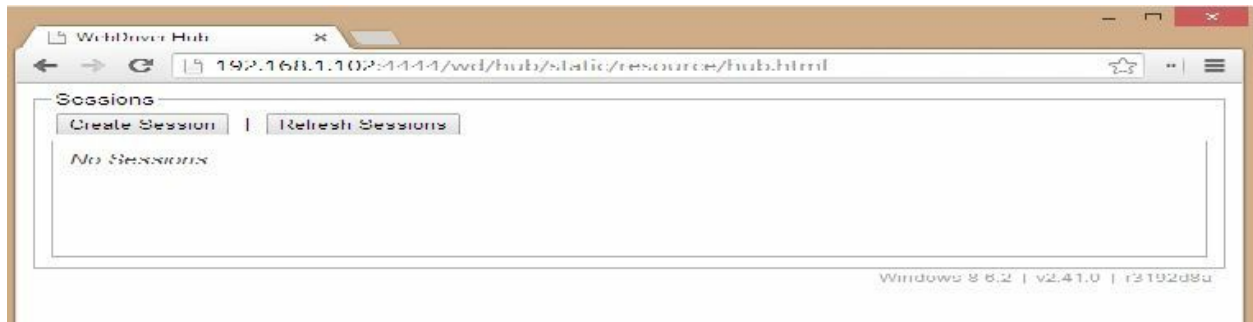 WebDriver Hub
192.168.1.102:4444/wd/hub/static/resource/hub.html
Sessions
Create Session | Refresh Sessions
No Sessions
Windows 8 6.2 | v2.41.0 | r3192d8a